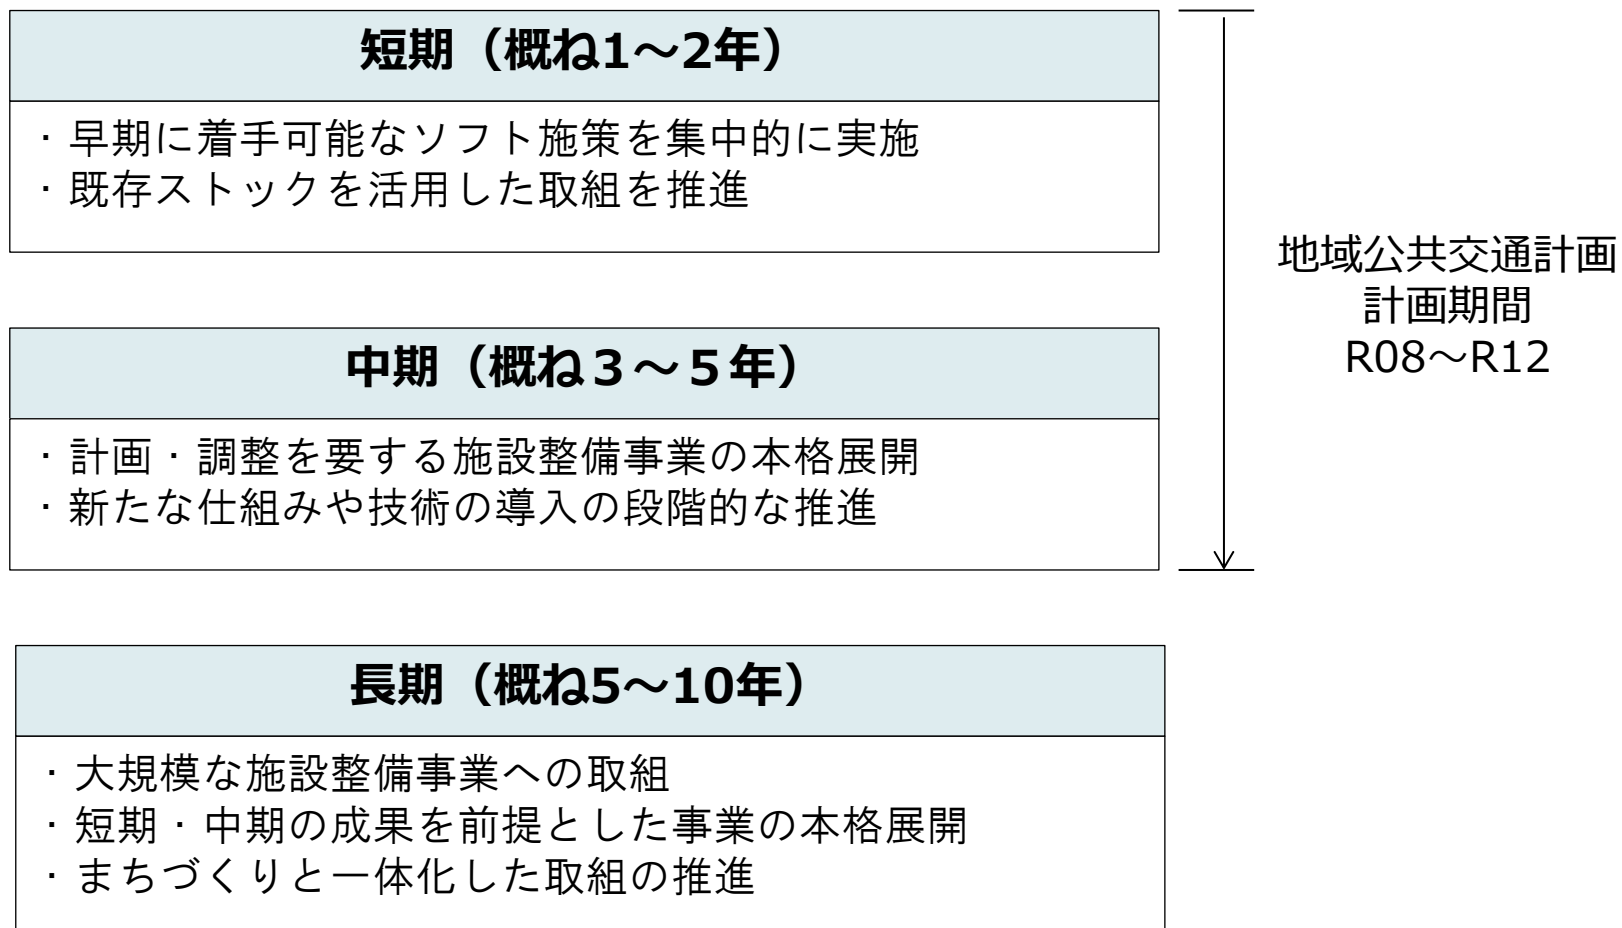 短期（概ね1～2年）
・早期に着手可能なソフト施策を集中的に実施
・既存ストックを活用した取組を推進
中期（概ね３～５年）
・計画・調整を要する施設整備事業の本格展開
・新たな仕組みや技術の導入の段階的な推進
長期（概ね5～10年）
・大規模な施設整備事業への取組
・短期・中期の成果を前提とした事業の本格展開
・まちづくりと一体化した取組の推進
地域公共交通計画
計画期間
R08～R12